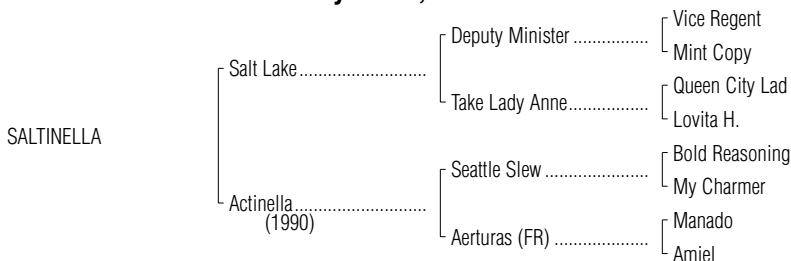 Vice Regent
Deputy Minister ................
Mint Copy
Salt Lake...........................
Queen City Lad
Take Lady Anne.................
Lovita H.
SALTINELLA
Bold Reasoning
Seattle Slew ......................
My Charmer
Actinella............................
(1990)
Manado
Aerturas (FR) ....................
Amiel